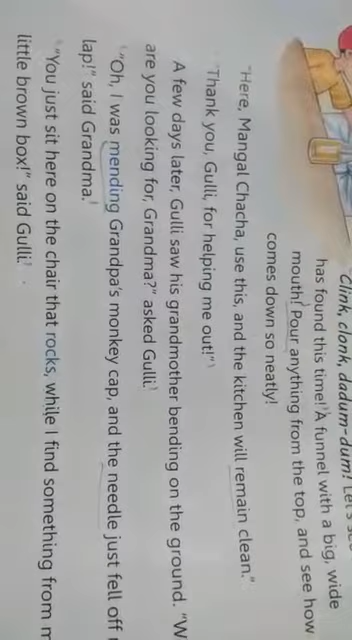 Clink, clonk, dadum-dum! Let's see
has found this time! A funnel with a big, wide
mouth! Pour anything from the top, and see how
comes down so neatly!
"Here, Mangal Chacha, use this, and the kitchen will remain clean."
"Thank you, Gulli, for helping me out!"
A few days later, Gulli saw his grandmother bending on the ground. "W
are you looking for, Grandma?" asked Gulli.
"Oh, I was mending Grandpa's monkey cap, and the needle just fell off
lap!" said Grandma.
"You just sit here on the chair that rocks, while I find something from m
little brown box!" said Gulli.